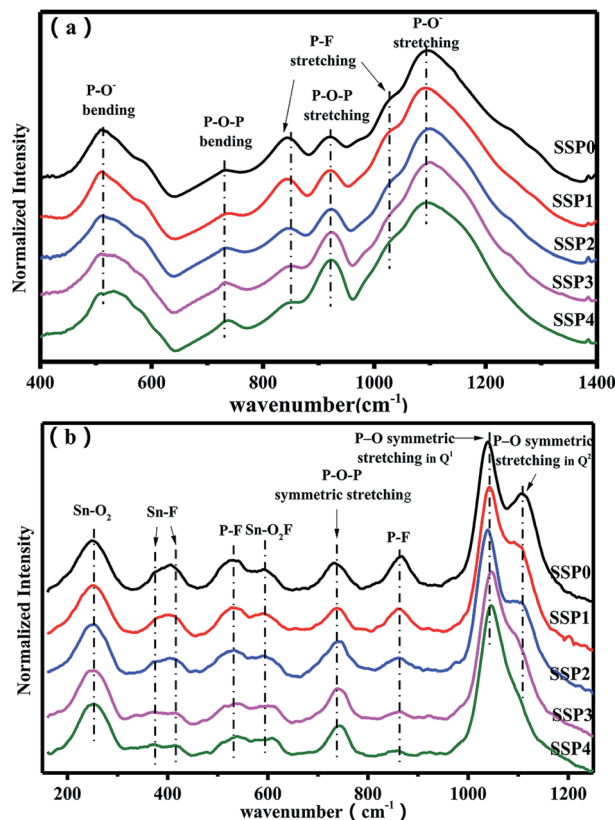 ( a )
P-O⁻
stretching
P-F
stretching
P-O⁻
bending
P-O-P
bending
P-O-P
stretching
SSP0
SSP1
SSP2
SSP3
SSP4
Normalized Intensity
400 600 800 1000 1200 1400
wavenumber(cm⁻¹)
( b )
P–O symmetric
stretching in Q¹
P–O symmetric
stretching in Q²
P-O-P
symmetric stretching
Sn-O₂
Sn-F
P-F
Sn-O₂F
P-F
SSP0
SSP1
SSP2
SSP3
SSP4
Normalized Intensity
200 400 600 800 1000 1200
wavenumber（cm⁻¹）